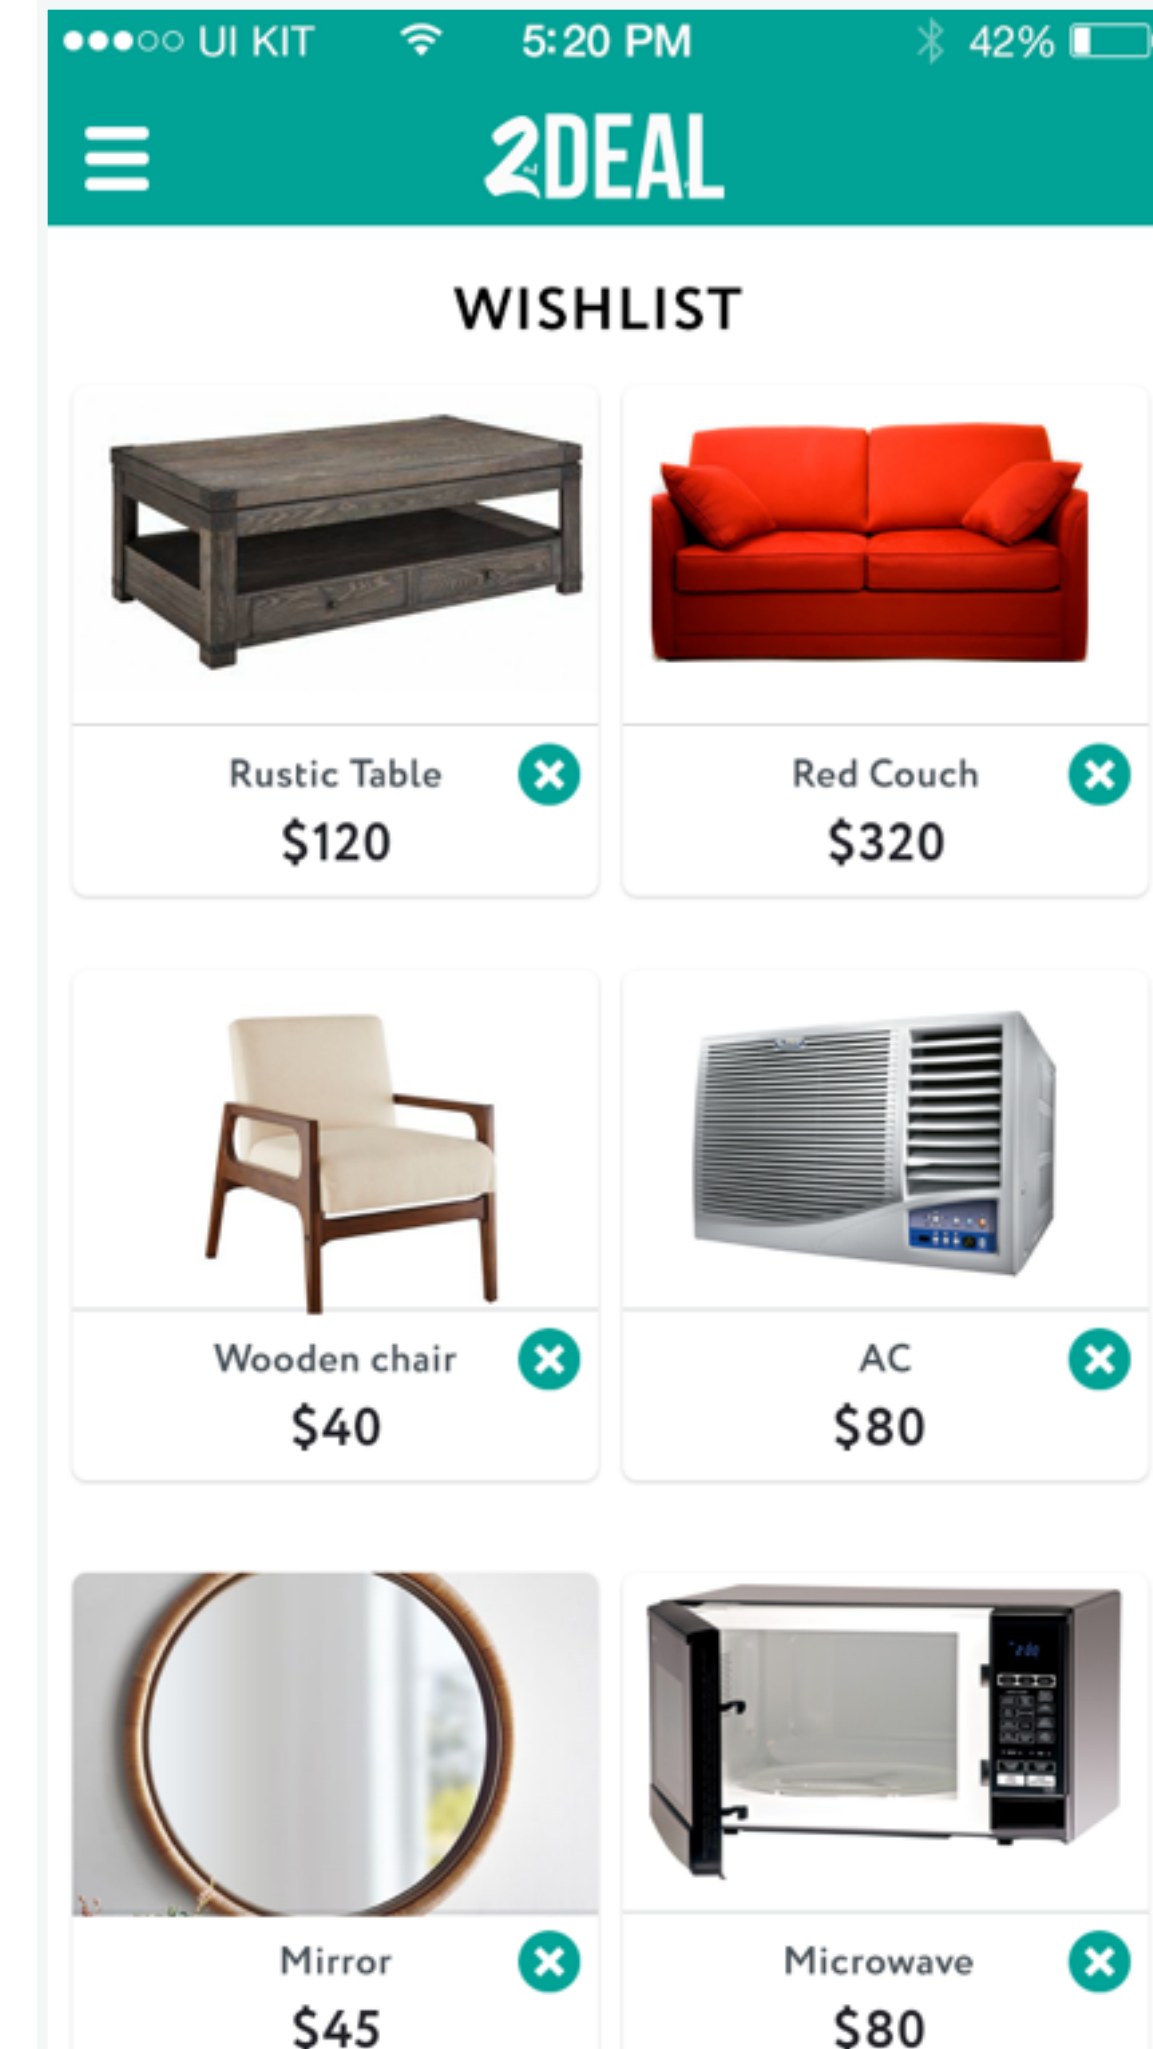 UI KIT 5:20 PM 42%
2DEAL
WISHLIST
Rustic Table Red Couch
$120 $320
Wooden chair AC
$40 $80
Mirror Microwave
$45 $80